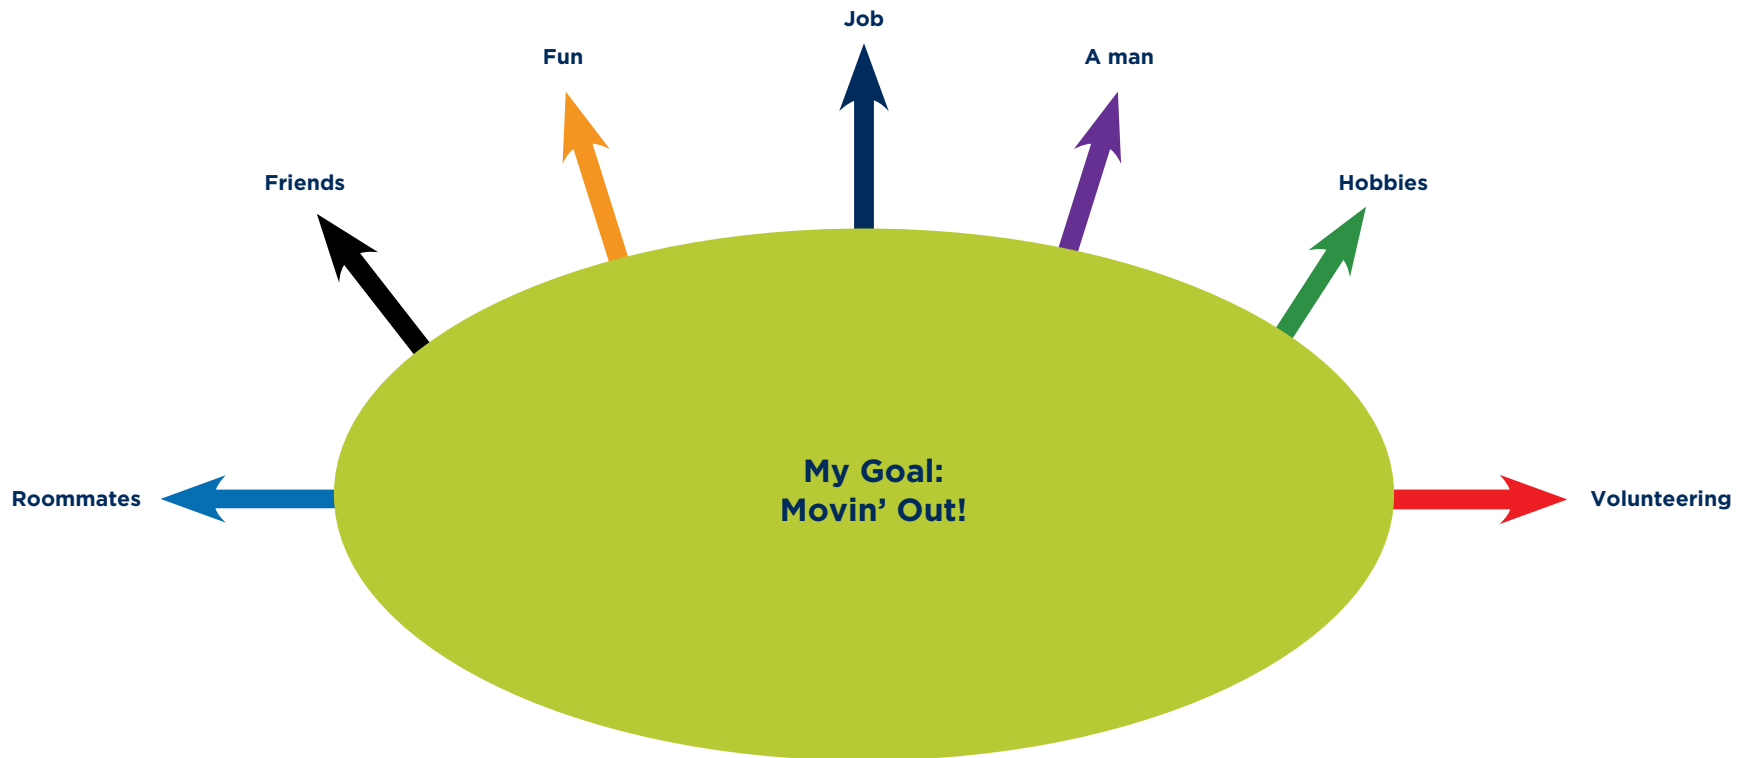 Job
Fun
A man
Friends
Hobbies
My Goal:
Movin’ Out!
Roommates
Volunteering